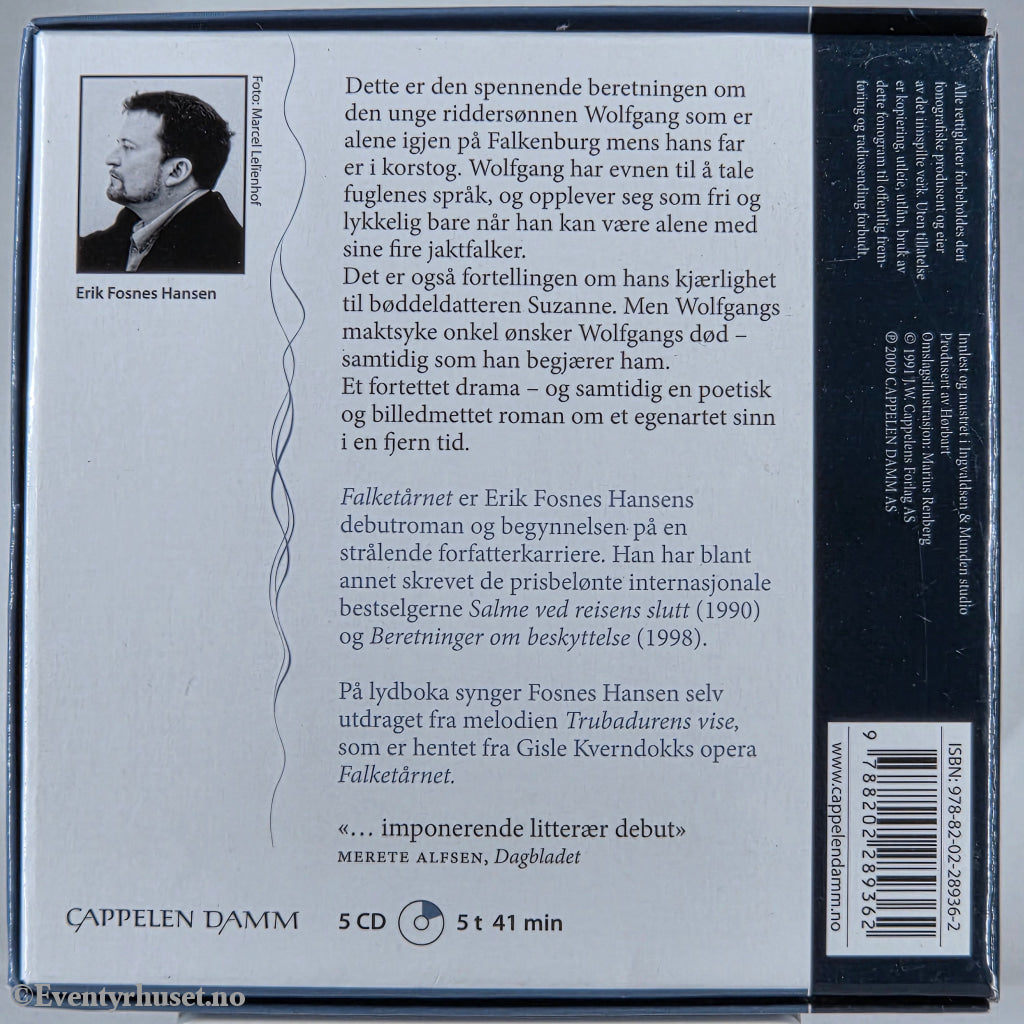 Foto: Marcel Lelienhof
Erik Fosnes Hansen
Dette er den spennende beretningen om
den unge riddersønnen Wolfgang som er
alene igjen på Falkenburg mens hans far
er i korstog. Wolfgang har evnen til å tale
fuglenes språk, og opplever seg som fri og
lykkelig bare når han kan være alene med
sine fire jaktfalker.
Det er også fortellingen om hans kjærlighet
til bøddeldatteren Suzanne. Men Wolfgangs
maktsyke onkel ønsker Wolfgangs død –
samtidig som han begjærer ham.
Et fortettet drama – og samtidig en poetisk
og billedmettet roman om et egenartet sinn
i en fjern tid.
Falketårnet er Erik Fosnes Hansens
debutroman og begynnelsen på en
strålende forfatterkarriere. Han har blant
annet skrevet de prisbelønte internasjonale
bestselgerne Salme ved reisens slutt (1990)
og Beretninger om beskyttelse (1998).
På lydboka synger Fosnes Hansen selv
utdraget fra melodien Trubadurens vise,
som er hentet fra Gisle Kverndokks opera
Falketårnet.
«… imponerende litterær debut»
MERETE ALFSEN, Dagbladet
CAPPELEN DAMM
5 CD 5 t 41 min
Alle rettigheter forbeholdes den
fonografiske produsent og eier
av det innspilte verk. Uten tillatelse
er kopiering, utleie, utlån, bruk av
dette fonogram til offentlig frem-
føring og radiosending forbudt.
Innlest og mastret i Ingvaldsen & Munden studio
Produsert av Hørbart
Omslagsillustrasjon: Marius Renberg
© 1991 J.W. Cappelens Forlag AS
℗ 2009 CAPPELEN DAMM AS
ISBN: 978-82-02-28936-2
9 788202 289362
www.cappelendamm.no
©Eventyrhuset.no